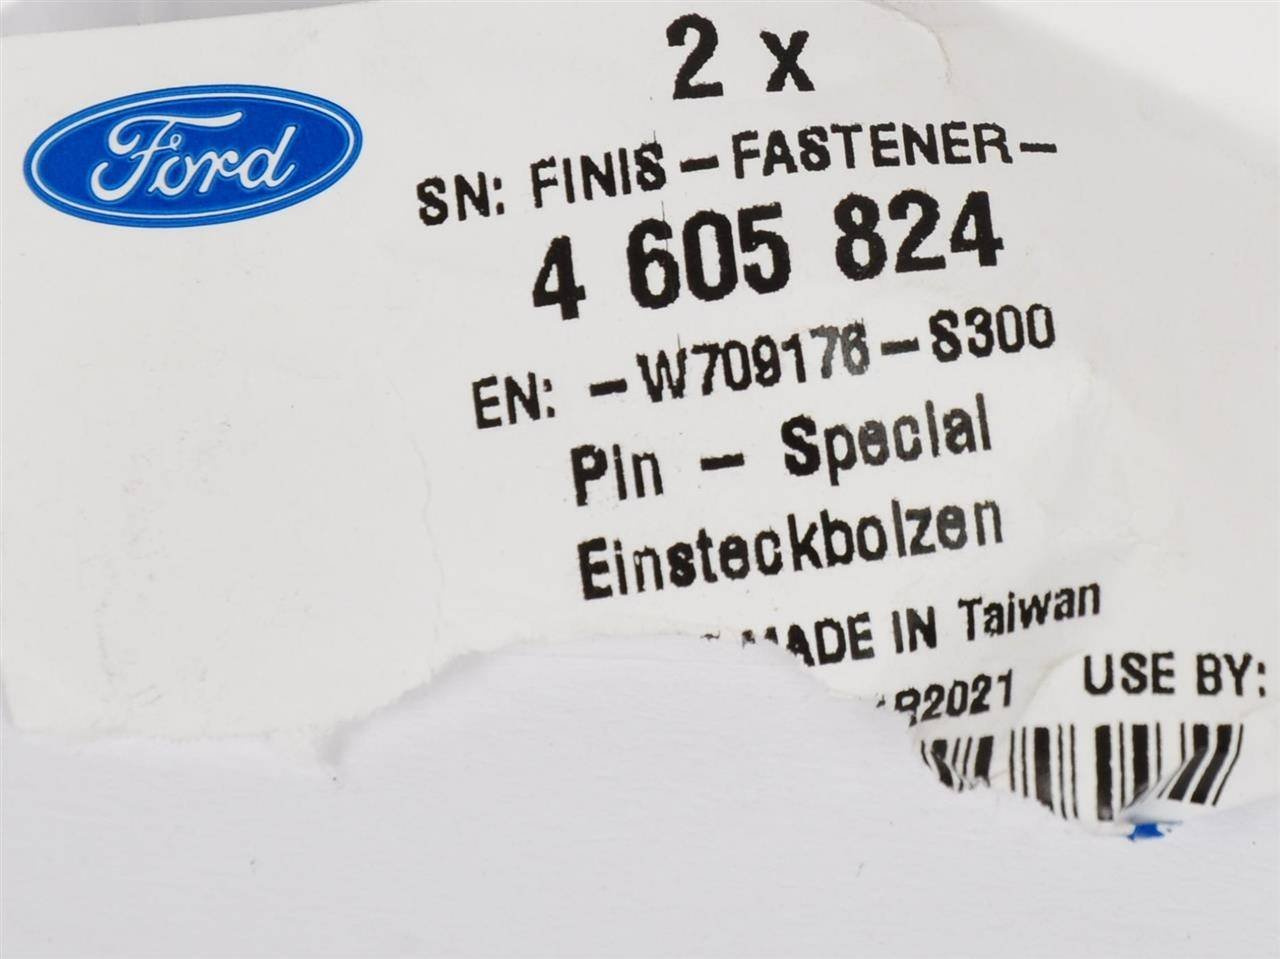 Ford
2 x
SN: FINIS-FASTENER-
4 605 824
EN: -W709176-S300
Pin - Special
Einsteckbolzen
MADE IN Taiwan
R2021 USE BY: